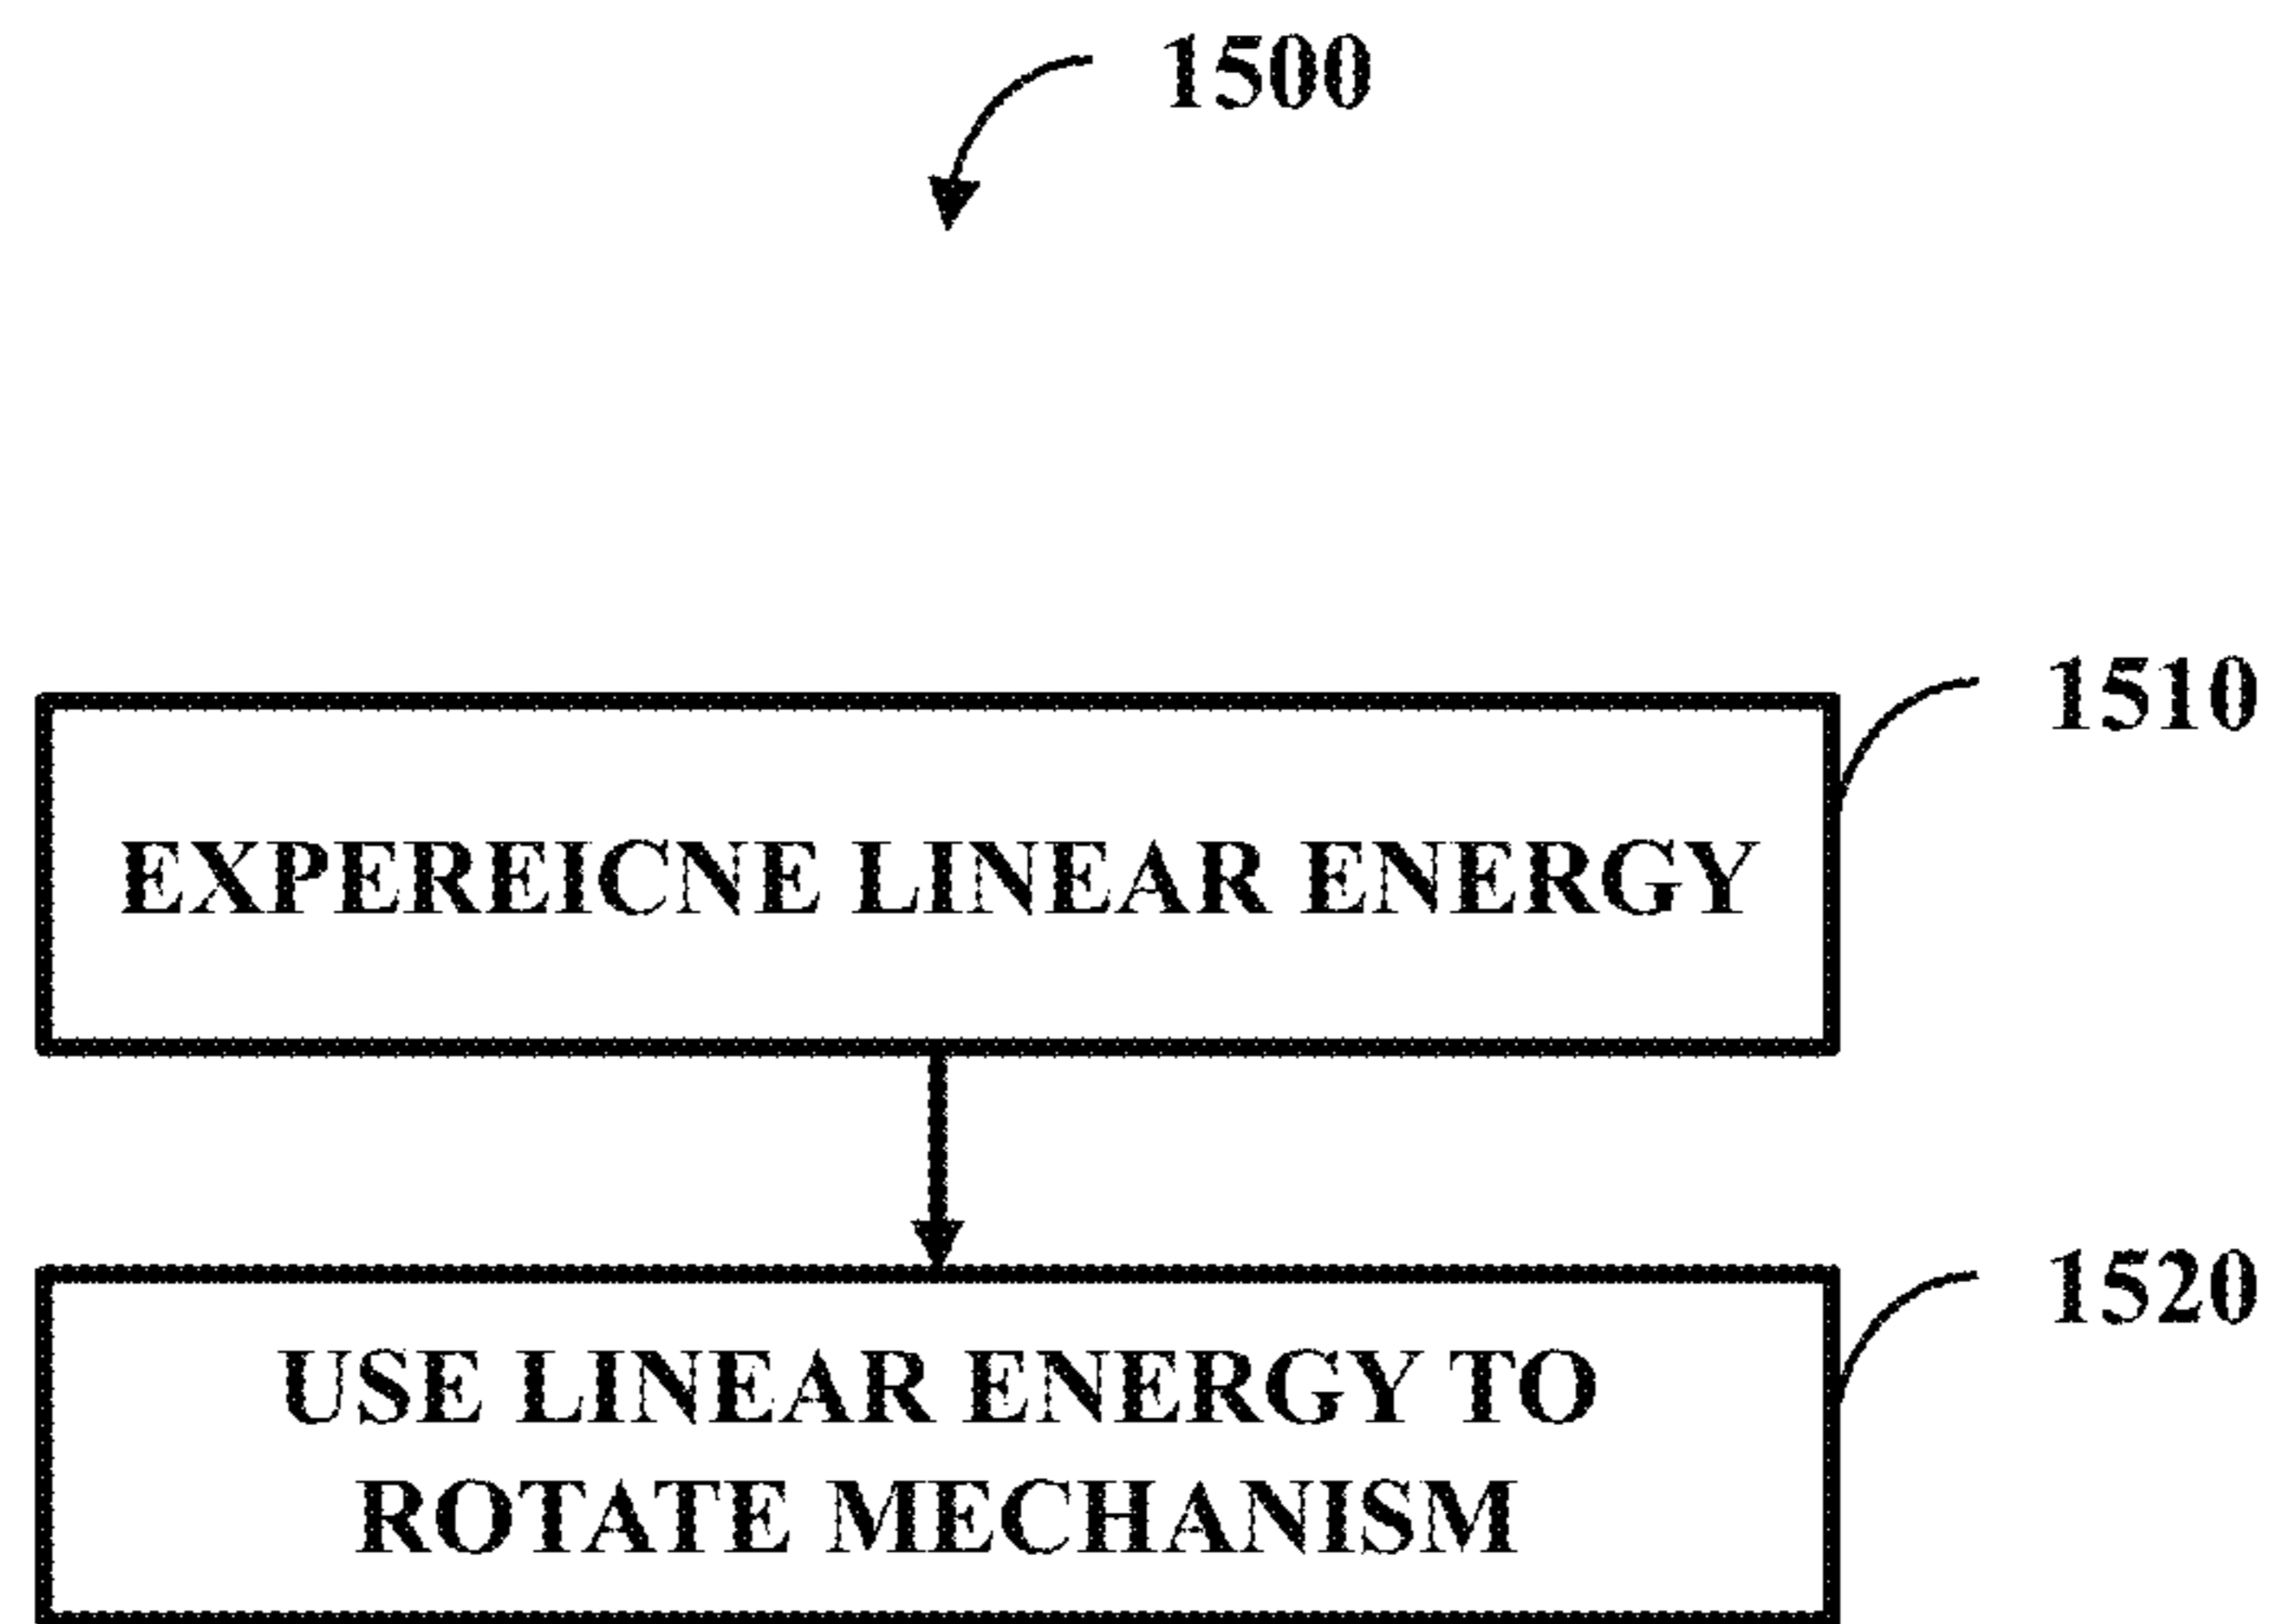 1500
1510
EXPEREICNE LINEAR ENERGY
1520
USE LINEAR ENERGY TO
ROTATE MECHANISM